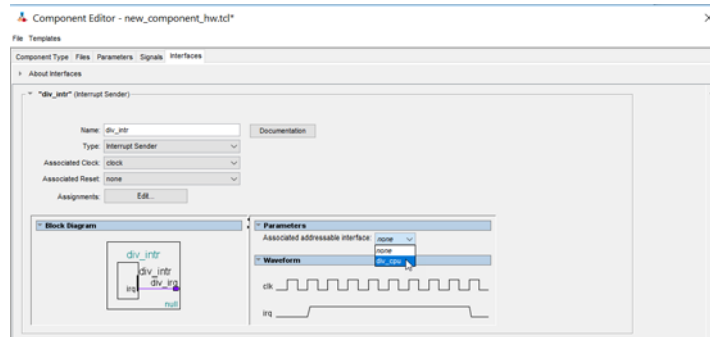 Component Editor - new_component_hw.tcl*
File Templates
Component Type Files Parameters Signals Interfaces
About Interfaces
"div_intr" (Interrupt Sender)
Name: div_intr Documentation
Type: Interrupt Sender
Associated Clock: clock
Associated Reset: none
Assignments: Edit...
Block Diagram
div_intr
div_intr
irq div_irq
null
Parameters
Associated addressable interface: none
none
div_cpu
Waveform
clk
irq